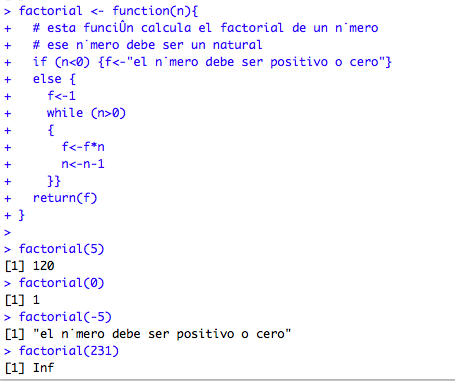 > factorial <- function(n){
+   # esta funciÛn calcula el factorial de un n˙mero
+   # ese n˙mero debe ser un natural
+   if (n<0) {f<-"el n˙mero debe ser positivo o cero"}
+   else {
+     f<-1
+     while (n>0)
+     {
+       f<-f*n
+       n<-n-1
+     }}
+   return(f)
+ }
>
> factorial(5)
[1] 120
> factorial(0)
[1] 1
> factorial(-5)
[1] "el n˙mero debe ser positivo o cero"
> factorial(231)
[1] Inf